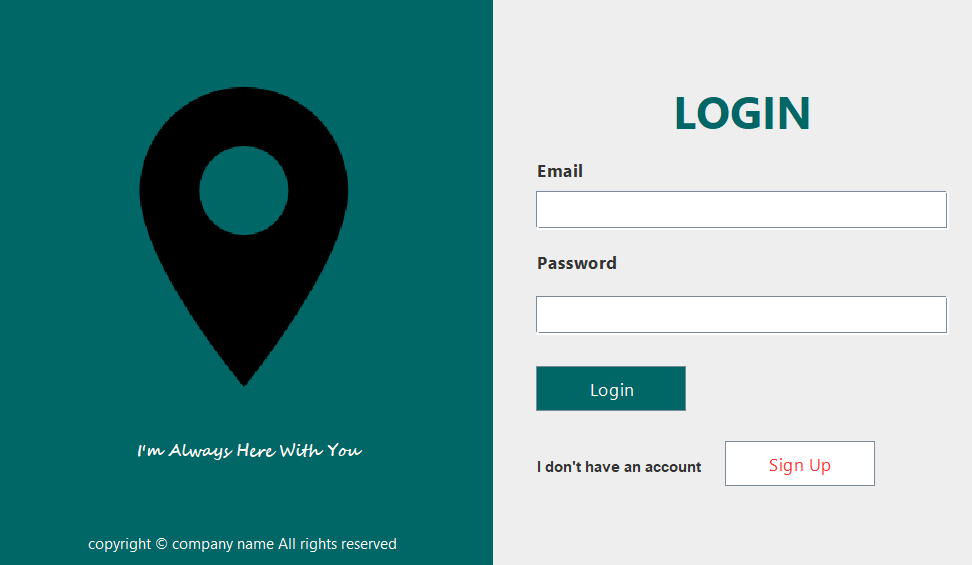 I'm Always Here With You
copyright © company name All rights reserved
LOGIN
Email
Password
Login
I don't have an account
Sign Up